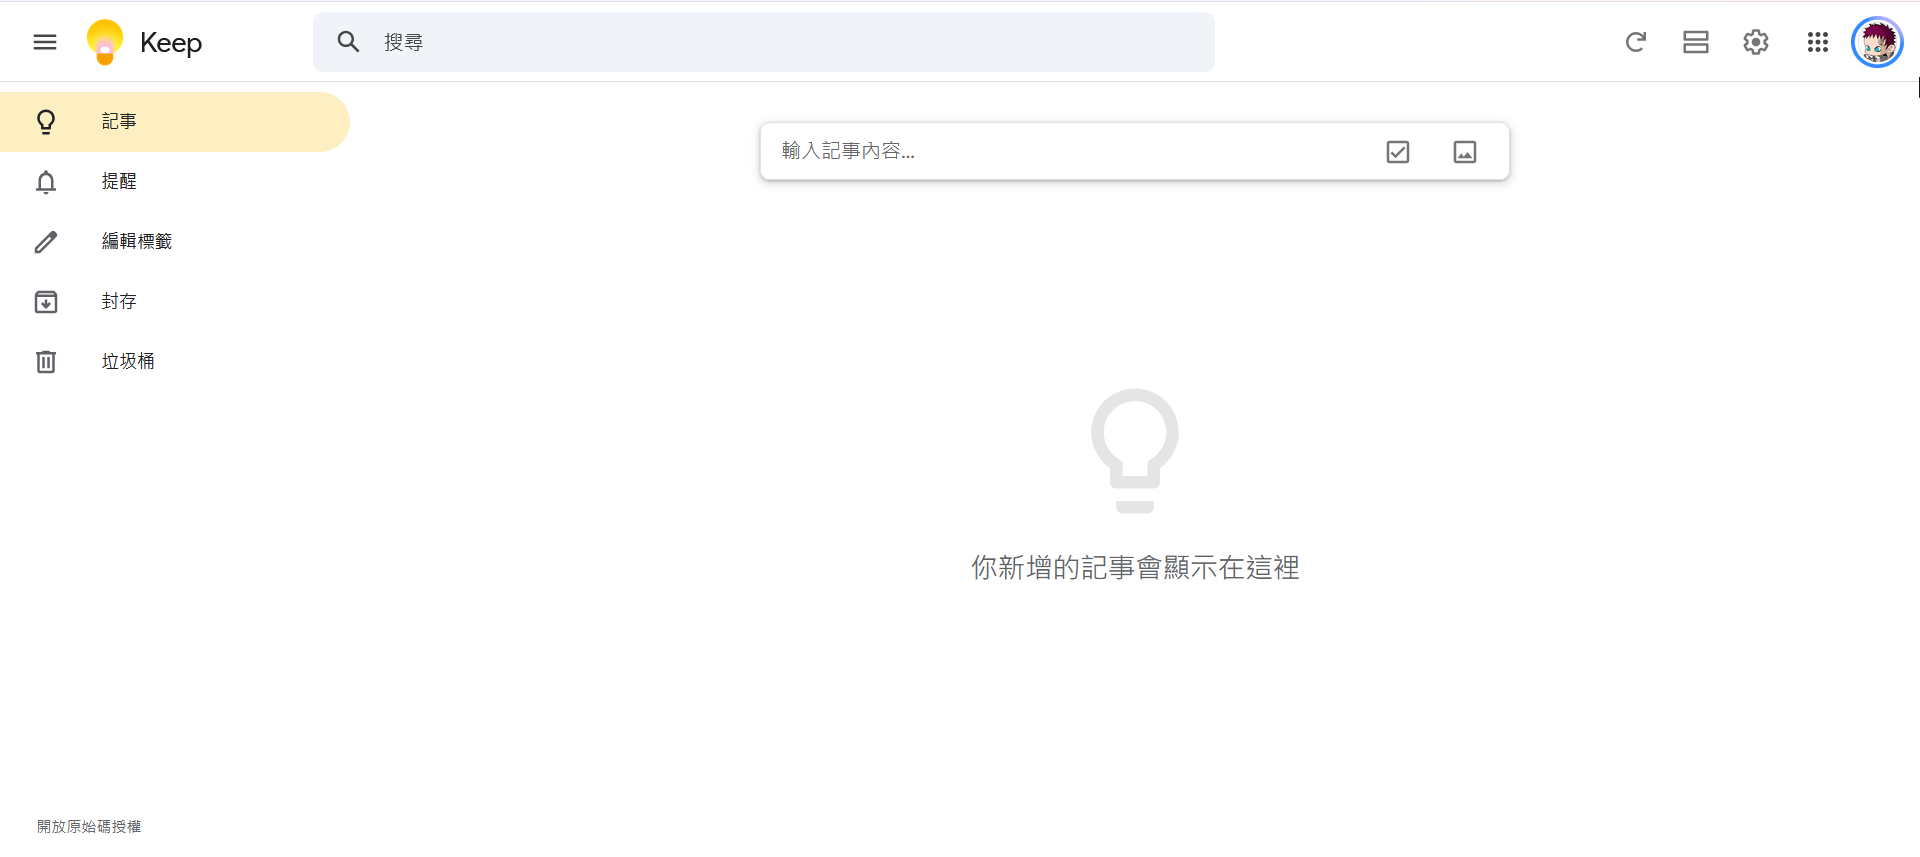 Keep
搜尋
記事
提醒
編輯標籤
封存
垃圾桶
輸入記事內容...
你新增的記事會顯示在這裡
開放原始碼授權